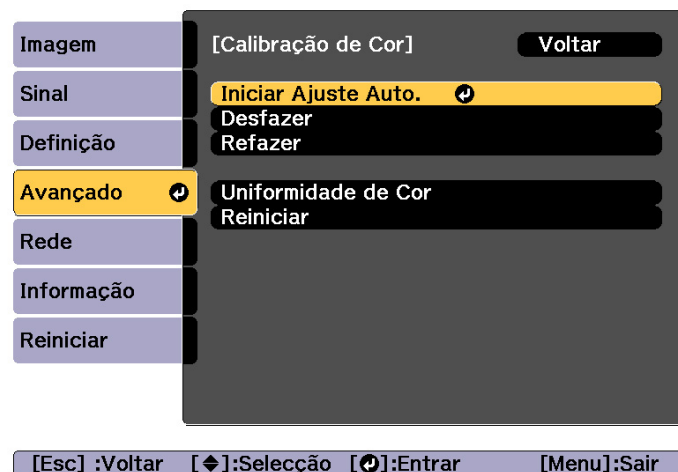 Imagem
Sinal
Definição
Avançado
Rede
Informação
Reiniciar
[Calibração de Cor] Voltar
Iniciar Ajuste Auto.
Desfazer
Refazer
Uniformidade de Cor
Reiniciar
[Esc] :Voltar [◆]:Selecção [↵]:Entrar [Menu]:Sair